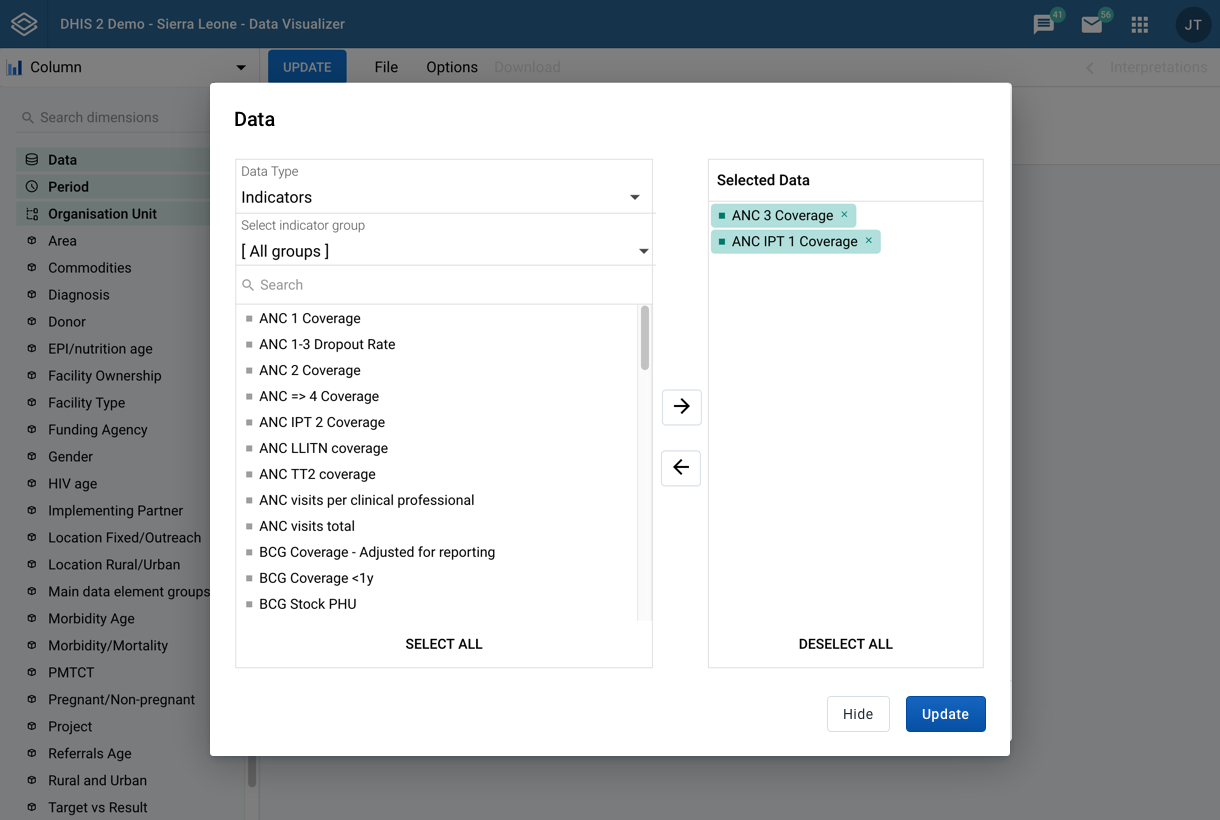 DHIS 2 Demo - Sierra Leone - Data Visualizer
41
56
JT
Column
UPDATE
File
Options
Download
Interpretations
Search dimensions
Data
Period
Organisation Unit
Area
Commodities
Diagnosis
Donor
EPI/nutrition age
Facility Ownership
Facility Type
Funding Agency
Gender
HIV age
Implementing Partner
Location Fixed/Outreach
Location Rural/Urban
Main data element groups
Morbidity Age
Morbidity/Mortality
PMTCT
Pregnant/Non-pregnant
Project
Referrals Age
Rural and Urban
Target vs Result
Data
Data Type
Indicators
Select indicator group
[ All groups ]
Search
ANC 1 Coverage
ANC 1-3 Dropout Rate
ANC 2 Coverage
ANC => 4 Coverage
ANC IPT 2 Coverage
ANC LLITN coverage
ANC TT2 coverage
ANC visits per clinical professional
ANC visits total
BCG Coverage - Adjusted for reporting
BCG Coverage <1y
BCG Stock PHU
SELECT ALL
Selected Data
ANC 3 Coverage ×
ANC IPT 1 Coverage ×
DESELECT ALL
Hide
Update